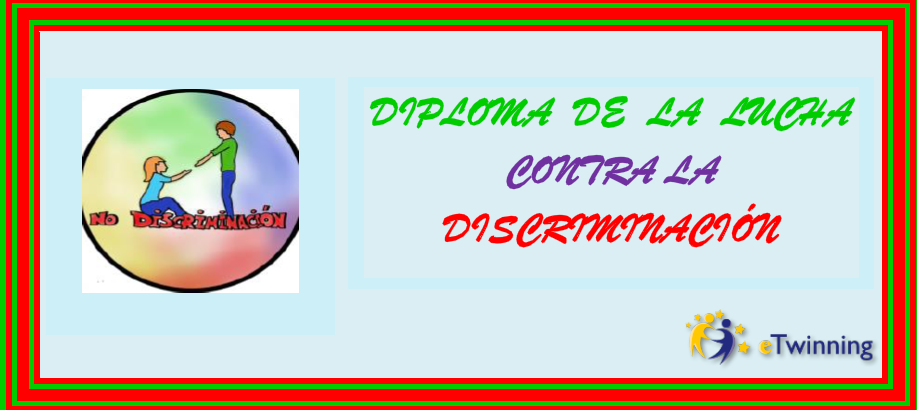 NO DISCRIMINACIÓN
DIPLOMA DE LA LUCHA
CONTRA LA
DISCRIMINACIÓN
eTwinning